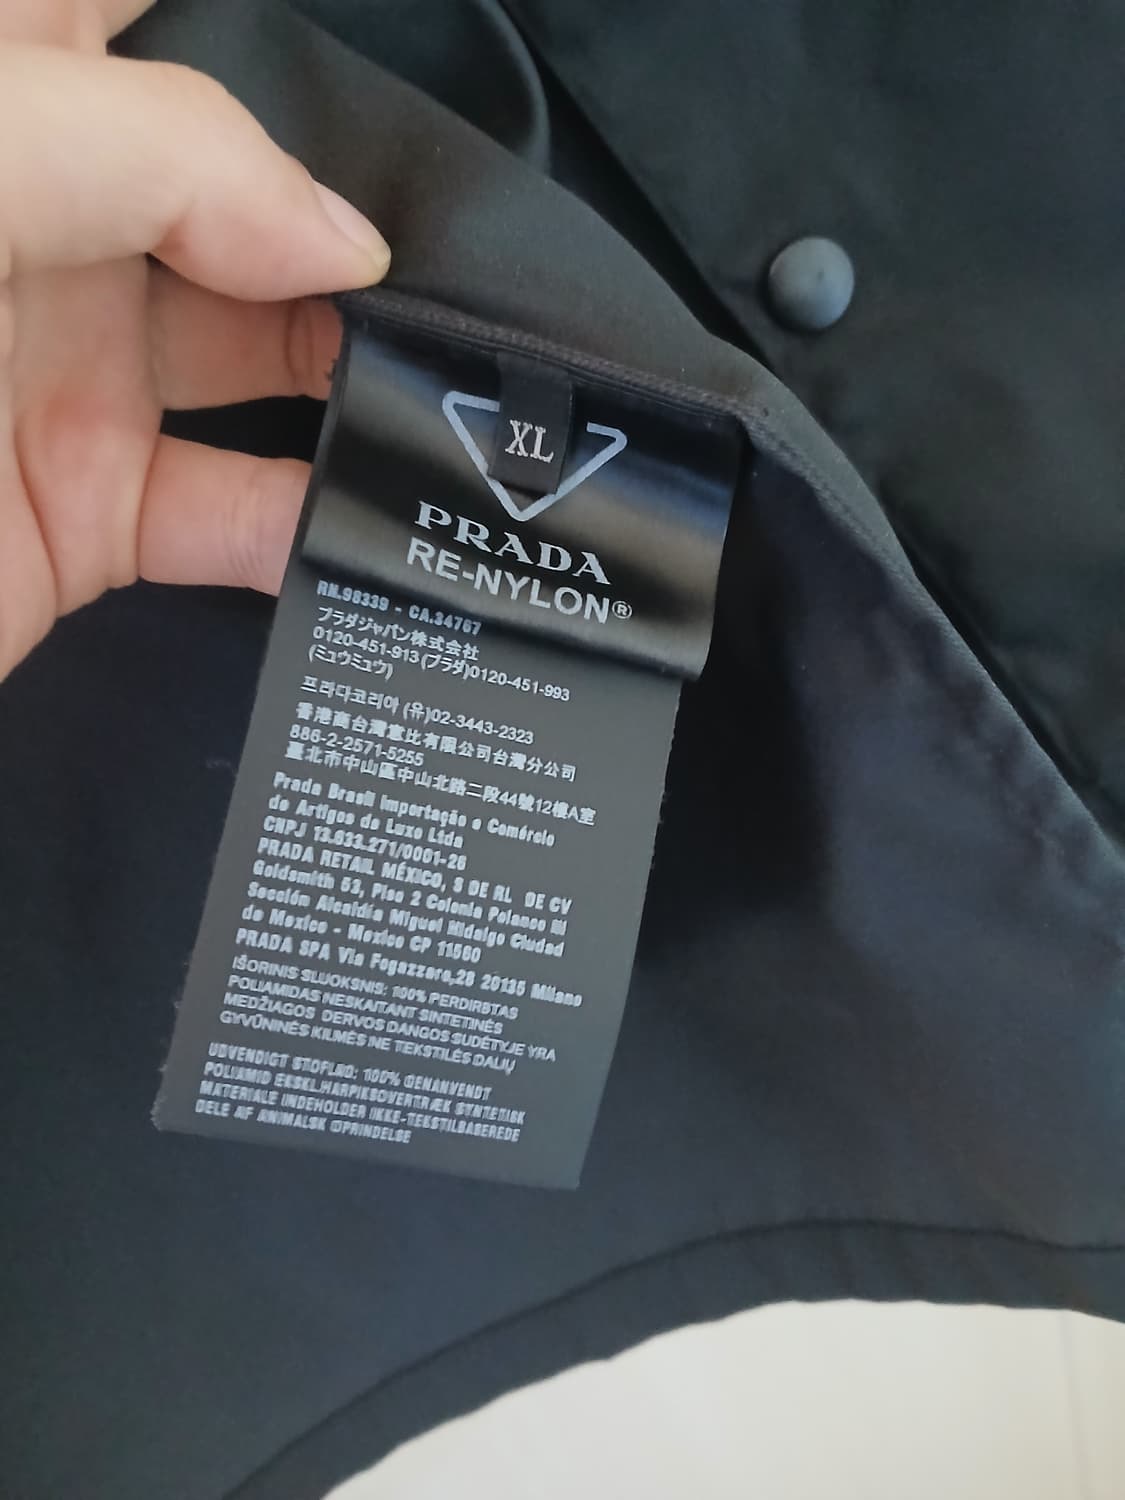 XL
PRADA
RE-NYLON®
RN.98339 - CA.34767
プラダジャパン株式会社
0120-451-913(プラダ)0120-451-993
(ミュウミュウ)
프라다코리아 (유)02-3443-2323
香港商台灣惠比有限公司台灣分公司
886-2-2571-5255
臺北市中山區中山北路二段44號12樓A室
Prada Brasil Importação e Comércio
de Artigos de Luxo Ltda
CNPJ 13.633.271/0001-26
PRADA RETAIL MÉXICO, S DE RL DE CV
Goldsmith 53, Piso 2 Colonia Polanco III
Sección Alcaldía Miguel Hidalgo Ciudad
de Mexico - Mexico CP 11560
PRADA SPA Via Fogazzaro,28 20135 Milano
IŠORINIS SLUOKSNIS: 100% PERDIRBTAS
POLIAMIDAS NESKAITANT SINTETINĖS
MEDŽIAGOS DERVOS DANGOS SUDĖTYJE YRA
GYVŪNINĖS KILMĖS NE TEKSTILĖS DALIŲ
UDVENDIGT STOFLAG: 100% GENANVENDT
POLIAMID EKSKL.HARPIKSOVERTRÆK SYNTETISK
MATERIALE INDEHOLDER IKKE-TEKSTILBASEREDE
DELE AF ANIMALSK OPRINDELSE